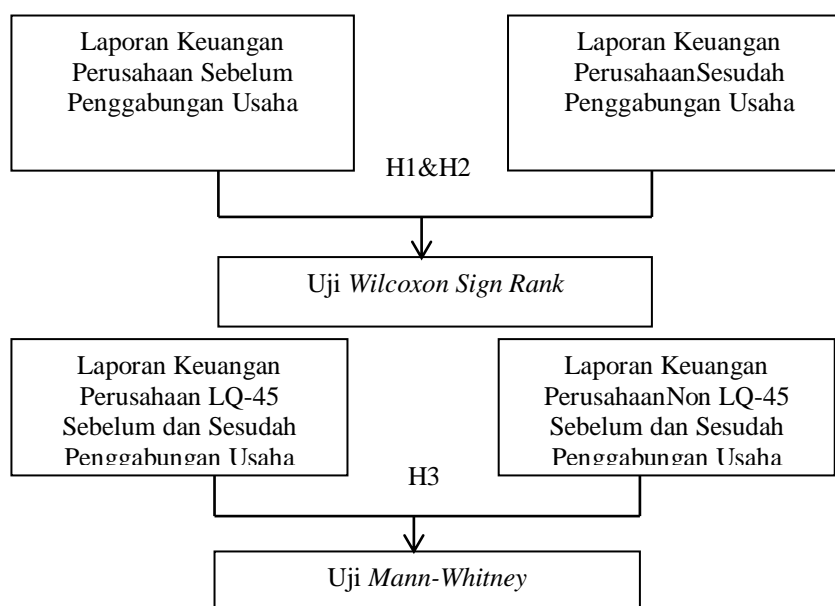 Laporan Keuangan
Perusahaan Sebelum
Penggabungan Usaha
Laporan Keuangan
PerusahaanSesudah
Penggabungan Usaha
H1&H2
Uji Wilcoxon Sign Rank
Laporan Keuangan
Perusahaan LQ-45
Sebelum dan Sesudah
Penggabungan Usaha
Laporan Keuangan
PerusahaanNon LQ-45
Sebelum dan Sesudah
Penggabungan Usaha
H3
Uji Mann-Whitney